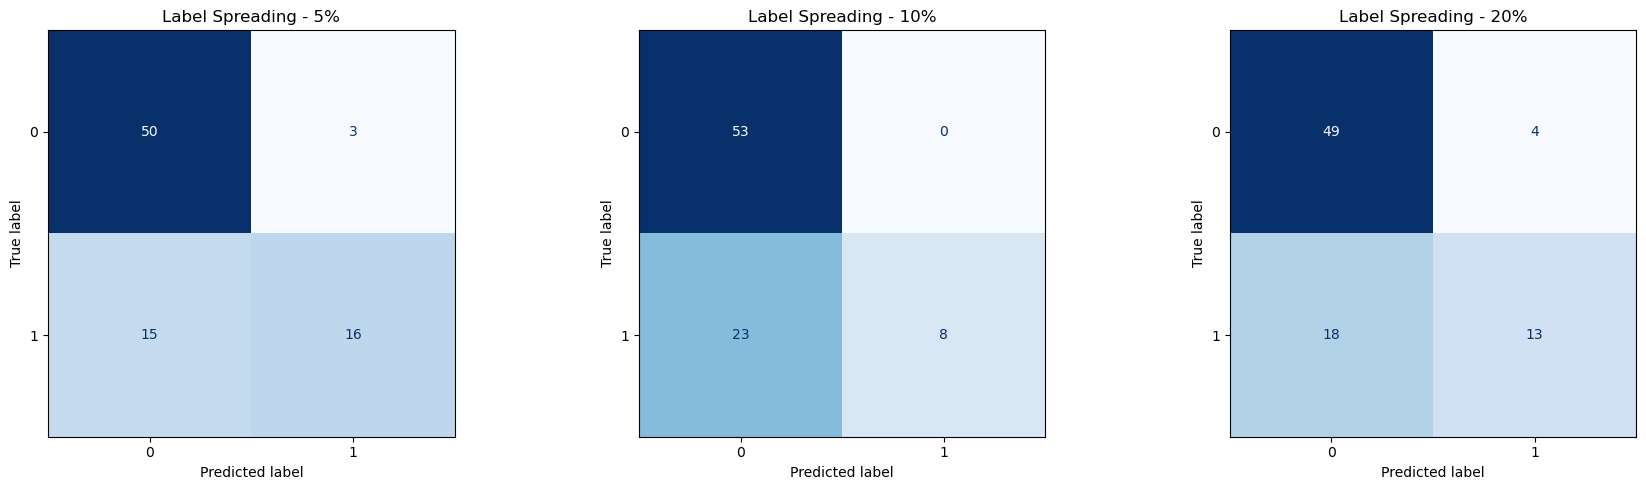 Label Spreading - 5%
0
50
3
1
15
16
0
1
True label
Predicted label
Label Spreading - 10%
0
53
0
1
23
8
0
1
True label
Predicted label
Label Spreading - 20%
0
49
4
1
18
13
0
1
True label
Predicted label